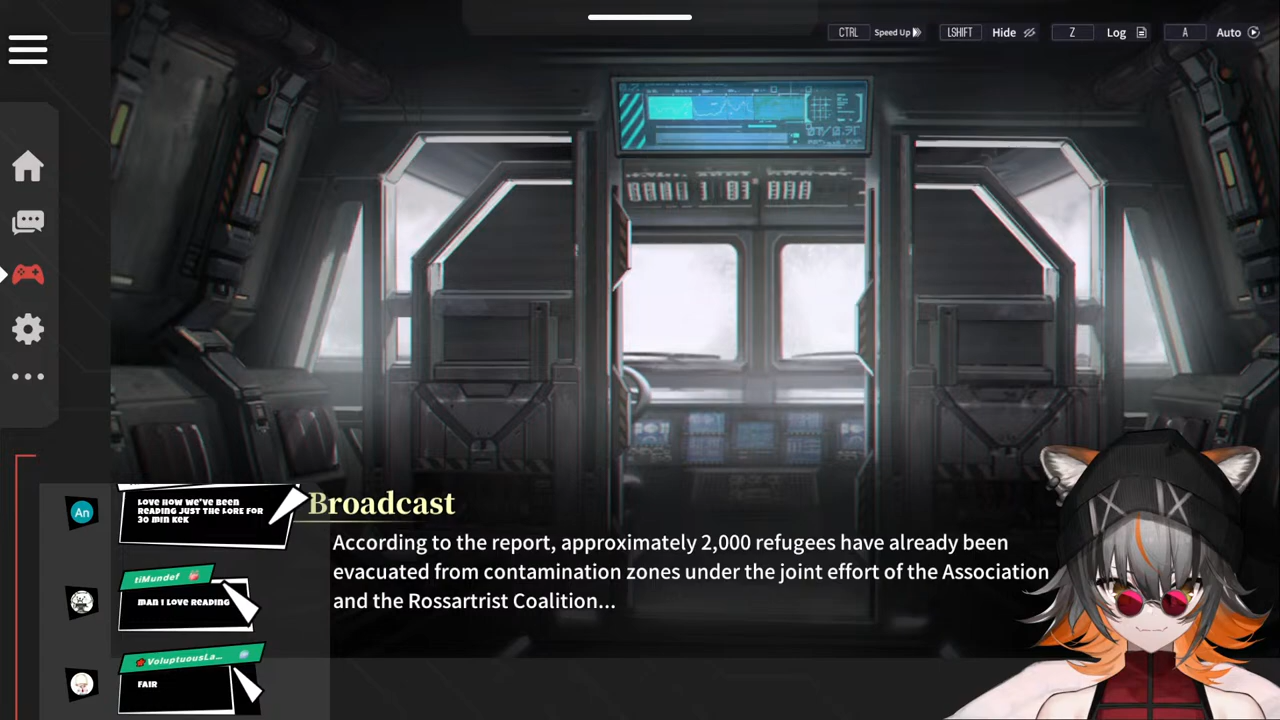 CTRL Speed Up
LSHIFT Hide
Z Log
A Auto
An
LOVE HOW WE'VE BEEN
READING JUST THE LORE FOR
30 MIN KEK
tiMundef
MAN I LOVE READING
VoluptuousLa...
FAIR
Broadcast
According to the report, approximately 2,000 refugees have already been
evacuated from contamination zones under the joint effort of the Association
and the Rossartrist Coalition...